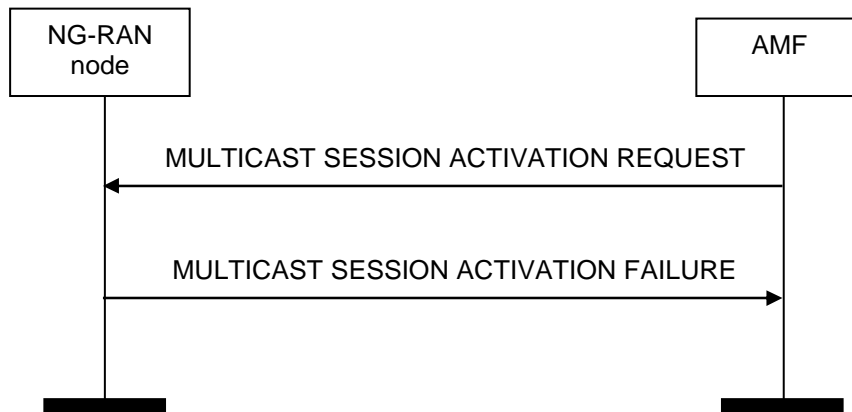 NG-RAN
node
AMF
MULTICAST SESSION ACTIVATION REQUEST
MULTICAST SESSION ACTIVATION FAILURE